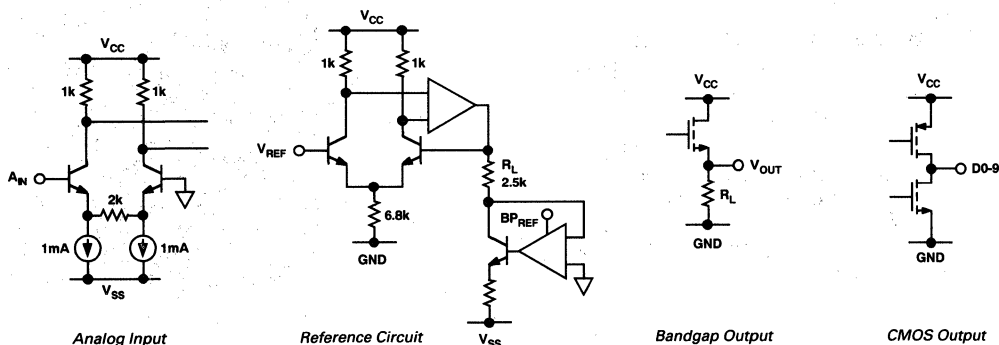 V_CC
1k
1k
A_IN
2k
1mA
1mA
V_SS
Analog Input
V_CC
1k
1k
V_REF
R_L
2.5k
6.8k
BP_REF
GND
V_SS
Reference Circuit
V_CC
V_OUT
R_L
GND
Bandgap Output
V_CC
D0-9
GND
CMOS Output